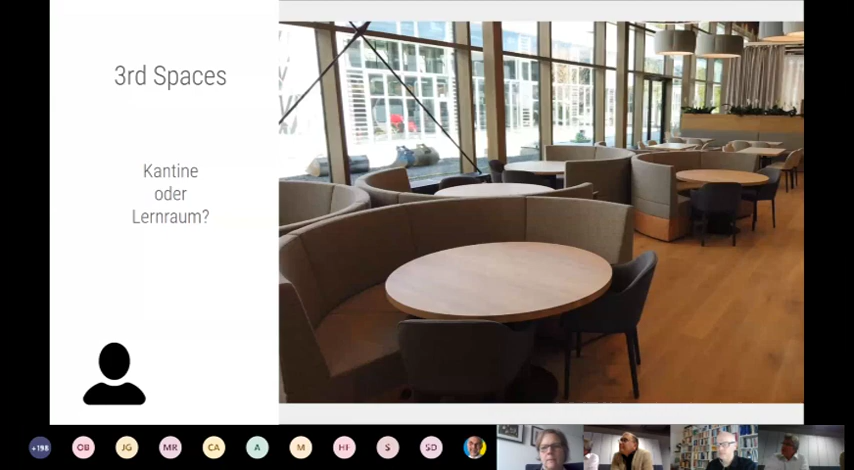 3rd Spaces
Kantine
oder
Lernraum?
+198
OB
JG
MR
CA
A
M
HF
S
SD